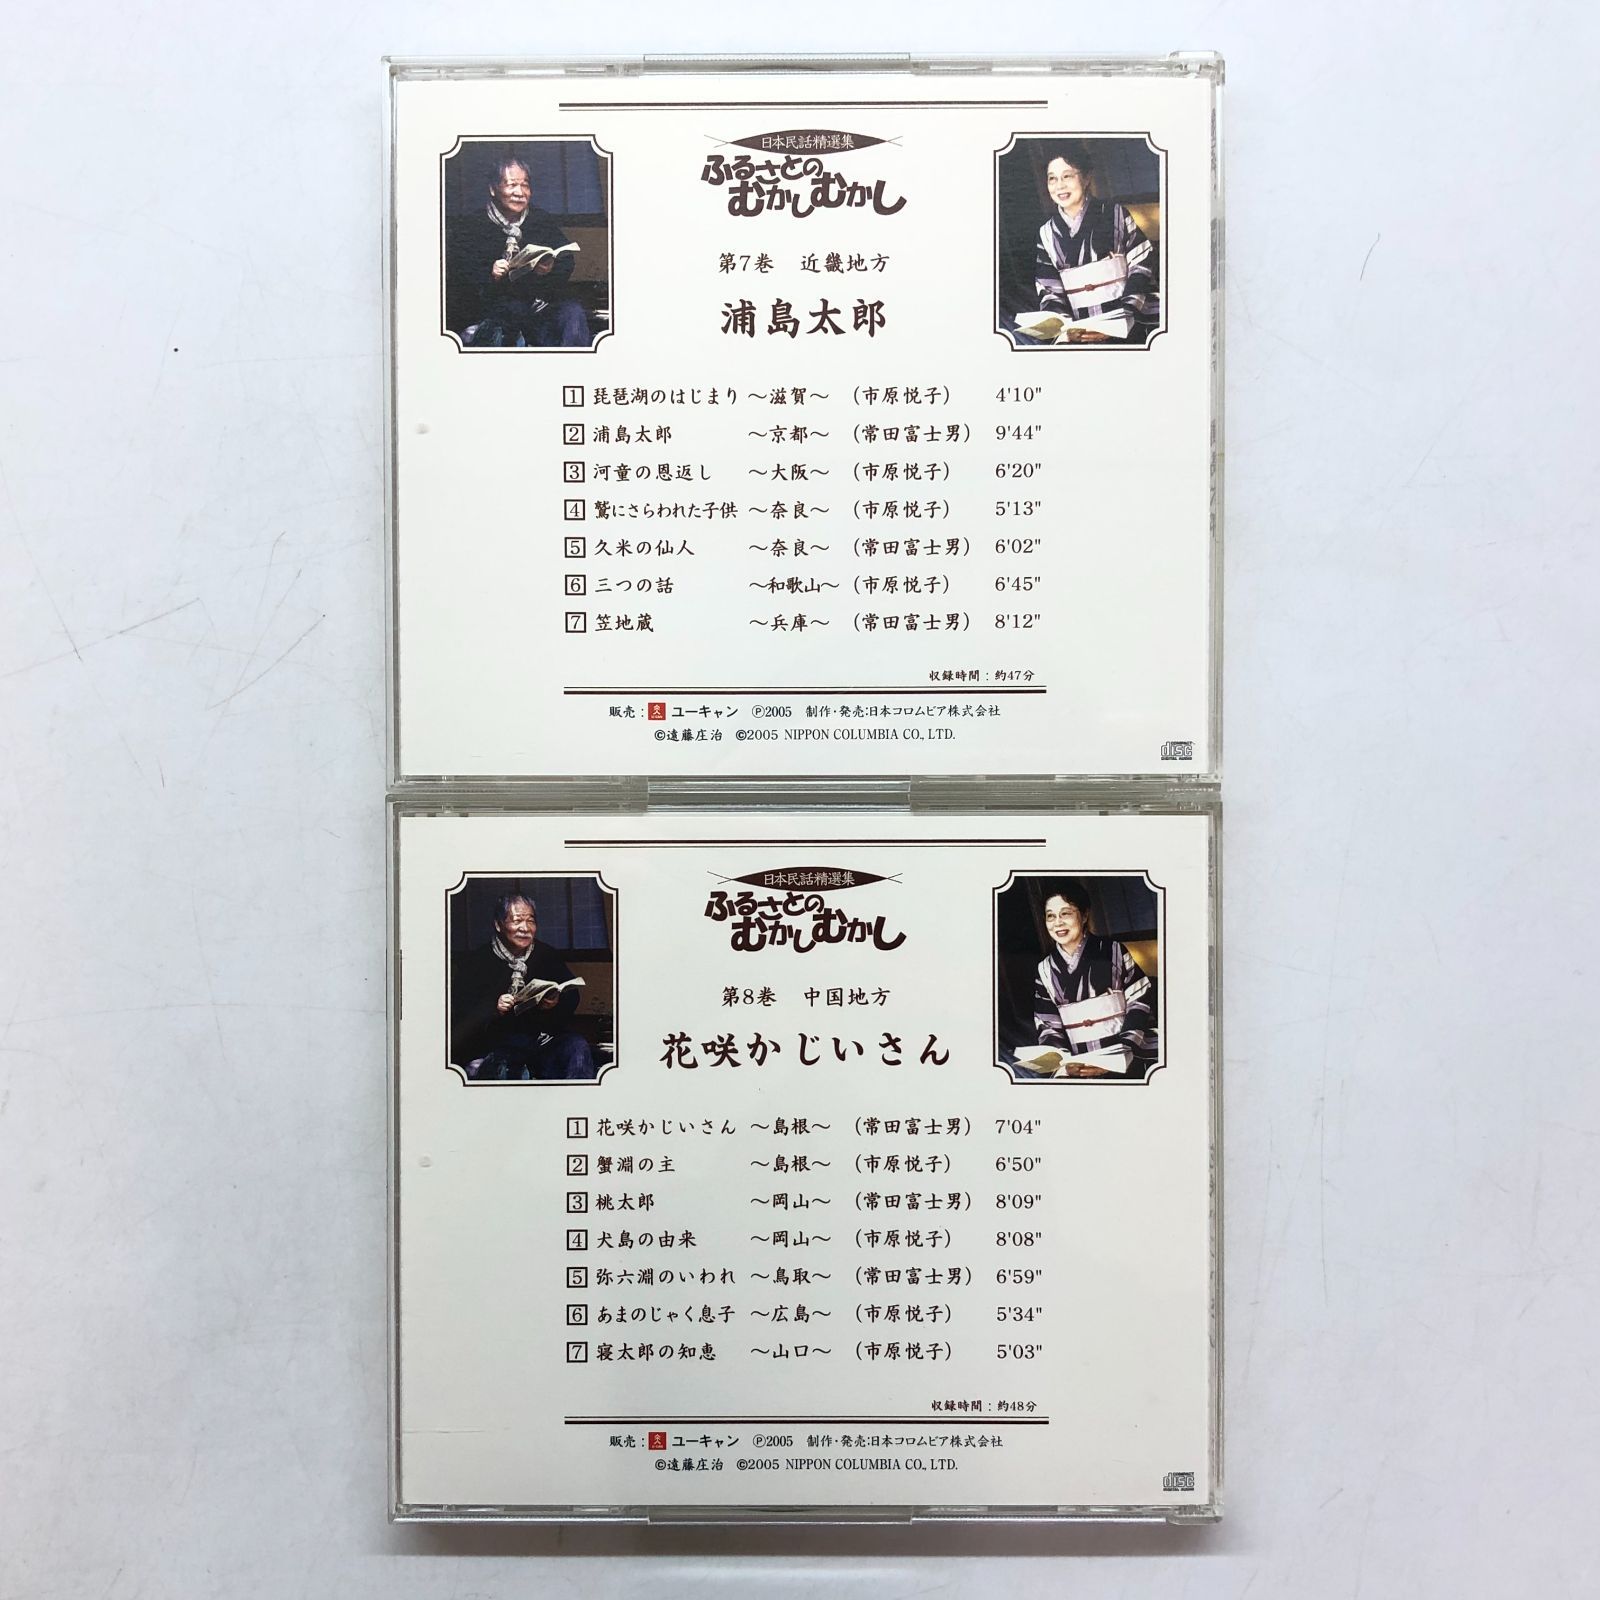 日本民話精選集
ふるさとの
むかしむかし
第7巻 近畿地方
浦島太郎
1 琵琶湖のはじまり 〜滋賀〜 (市原悦子) 4'10"
2 浦島太郎 〜京都〜 (常田富士男) 9'44"
3 河童の恩返し 〜大阪〜 (市原悦子) 6'20"
4 鷲にさらわれた子供 〜奈良〜 (市原悦子) 5'13"
5 久米の仙人 〜奈良〜 (常田富士男) 6'02"
6 三つの話 〜和歌山〜 (市原悦子) 6'45"
7 笠地蔵 〜兵庫〜 (常田富士男) 8'12"
収録時間：約47分
販売： ユーキャン Ⓟ2005 制作・発売：日本コロムビア株式会社
©遠藤庄治 ©2005 NIPPON COLUMBIA CO., LTD.
COMPACT
disc
DIGITAL AUDIO
日本民話精選集
ふるさとの
むかしむかし
第8巻 中国地方
花咲かじいさん
1 花咲かじいさん 〜島根〜 (常田富士男) 7'04"
2 蟹淵の主 〜島根〜 (市原悦子) 6'50"
3 桃太郎 〜岡山〜 (常田富士男) 8'09"
4 犬島の由来 〜岡山〜 (市原悦子) 8'08"
5 弥六淵のいわれ 〜鳥取〜 (常田富士男) 6'59"
6 あまのじゃく息子 〜広島〜 (市原悦子) 5'34"
7 寝太郎の知恵 〜山口〜 (市原悦子) 5'03"
収録時間：約48分
販売： ユーキャン Ⓟ2005 制作・発売：日本コロムビア株式会社
©遠藤庄治 ©2005 NIPPON COLUMBIA CO., LTD.
COMPACT
disc
DIGITAL AUDIO